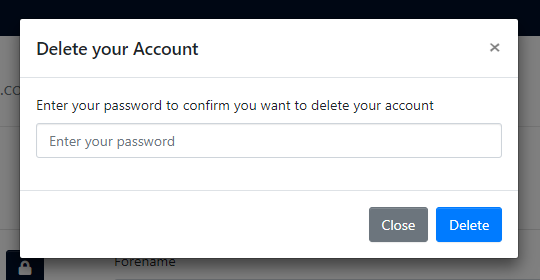 Delete your Account
×
.CO
Enter your password to confirm you want to delete your account
Enter your password
Close Delete
Forename